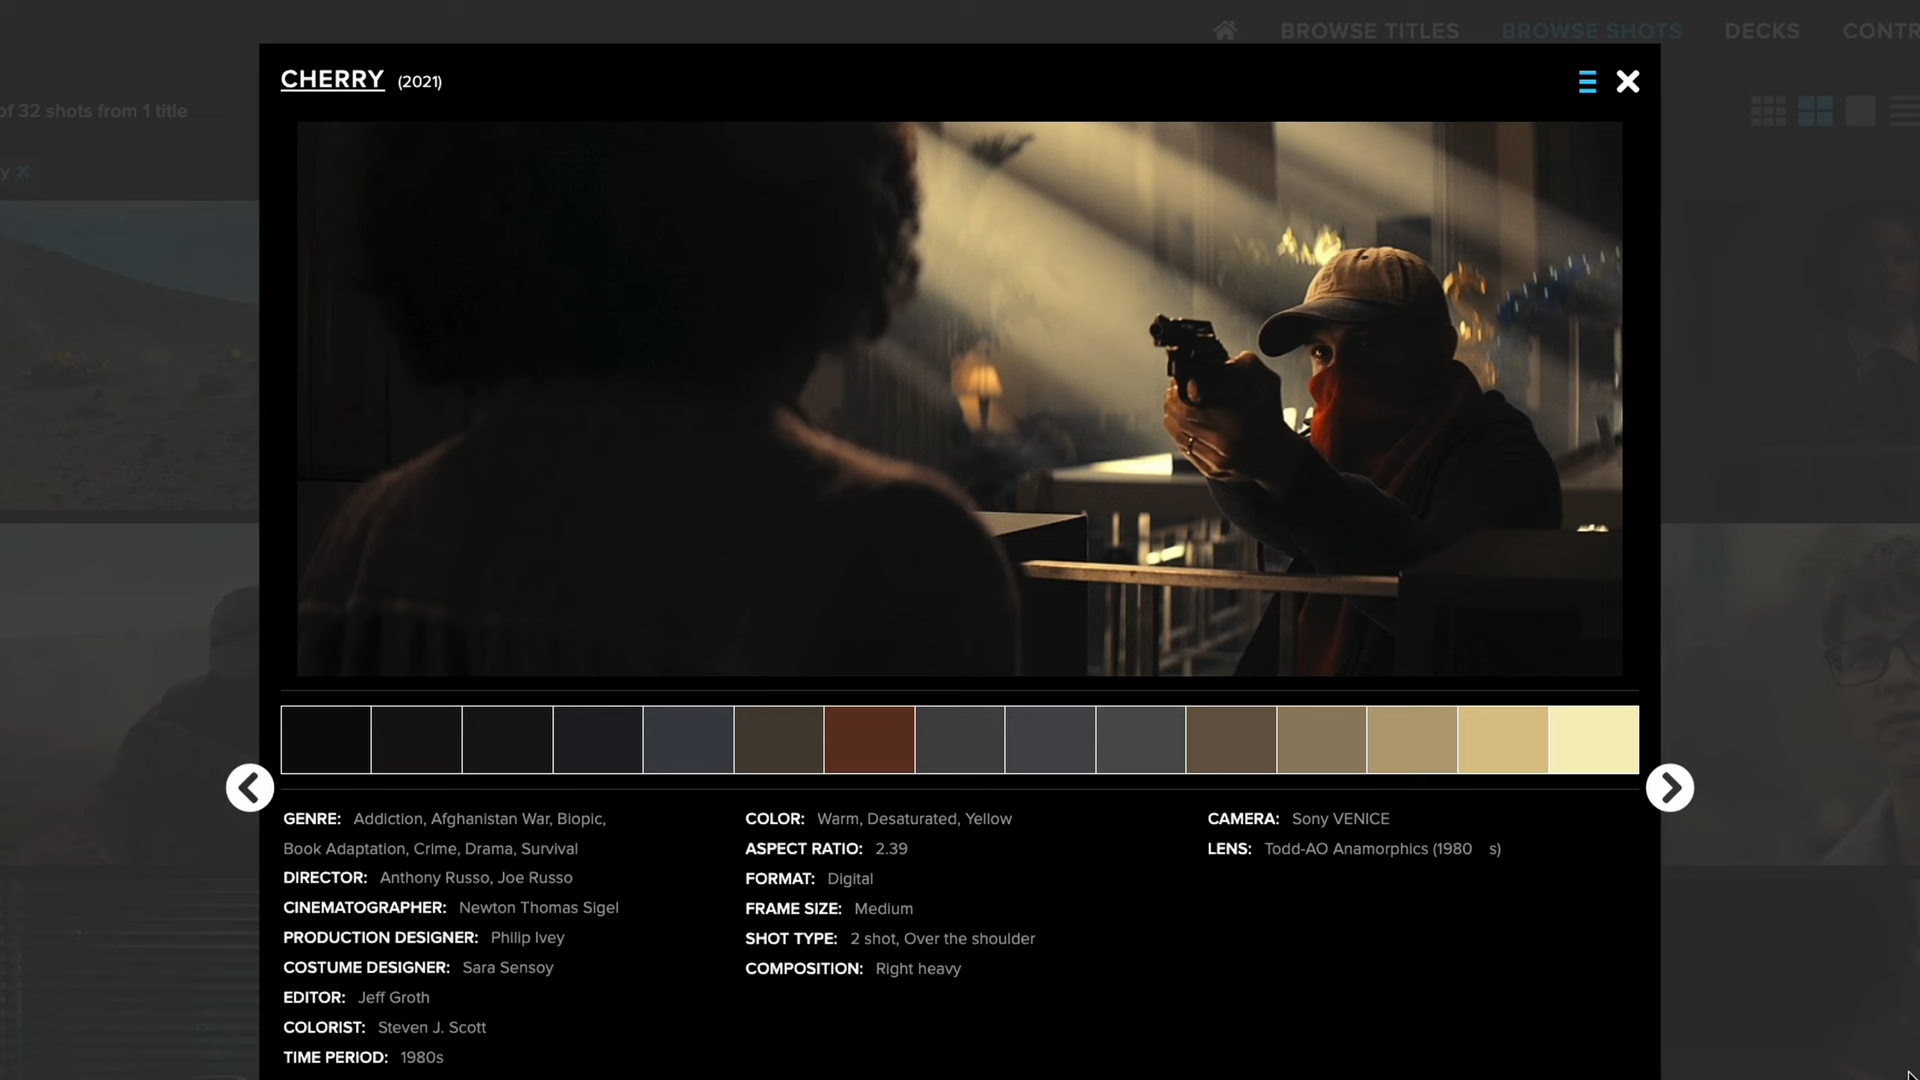 BROWSE TITLES BROWSE SHOTS DECKS CONTR
CHERRY (2021)
of 32 shots from 1 title
y
GENRE: Addiction, Afghanistan War, Biopic,
Book Adaptation, Crime, Drama, Survival
DIRECTOR: Anthony Russo, Joe Russo
CINEMATOGRAPHER: Newton Thomas Sigel
PRODUCTION DESIGNER: Philip Ivey
COSTUME DESIGNER: Sara Sensoy
EDITOR: Jeff Groth
COLORIST: Steven J. Scott
TIME PERIOD: 1980s
COLOR: Warm, Desaturated, Yellow
ASPECT RATIO: 2.39
FORMAT: Digital
FRAME SIZE: Medium
SHOT TYPE: 2 shot, Over the shoulder
COMPOSITION: Right heavy
CAMERA: Sony VENICE
LENS: Todd-AO Anamorphics (1980 s)